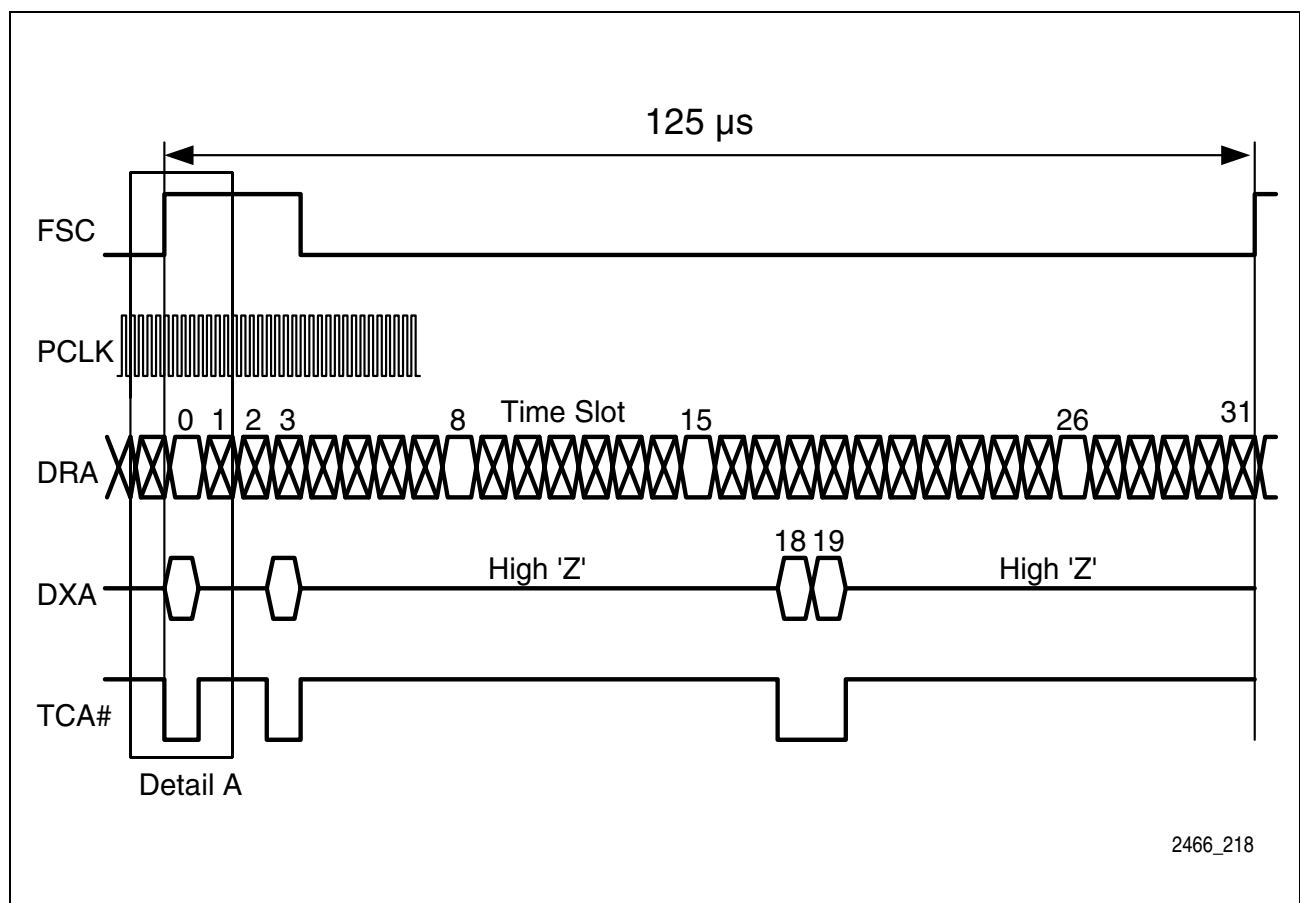 125 µs
FSC
PCLK
0 1 2 3 8 Time Slot 15 26 31
DRA
18 19
High 'Z' High 'Z'
DXA
TCA#
Detail A
2466_218